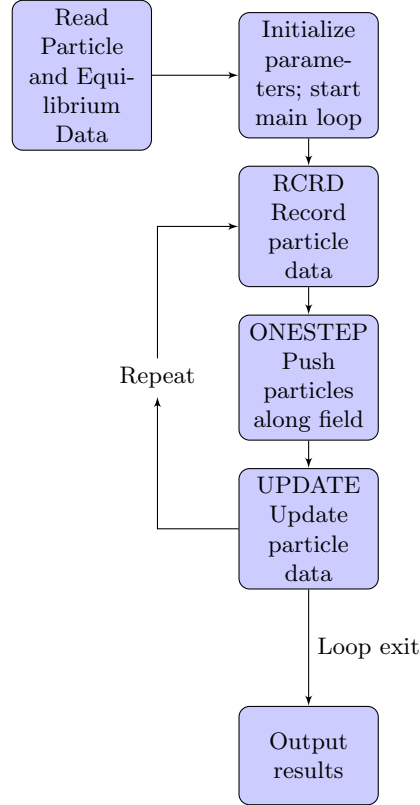 Read
Particle
and Equi-
librium
Data
Initialize
parame-
ters; start
main loop
RCRD
Record
particle
data
ONESTEP
Push
particles
along field
Repeat
UPDATE
Update
particle
data
Loop exit
Output
results